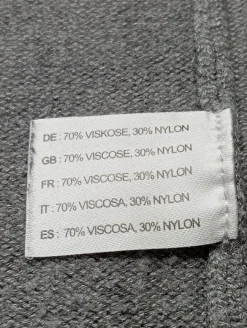 DE : 70% VISKOSE, 30% NYLON
GB : 70% VISCOSE, 30% NYLON
FR : 70% VISCOSE, 30% NYLON
IT : 70% VISCOSA, 30% NYLON
ES : 70% VISCOSA, 30% NYLON